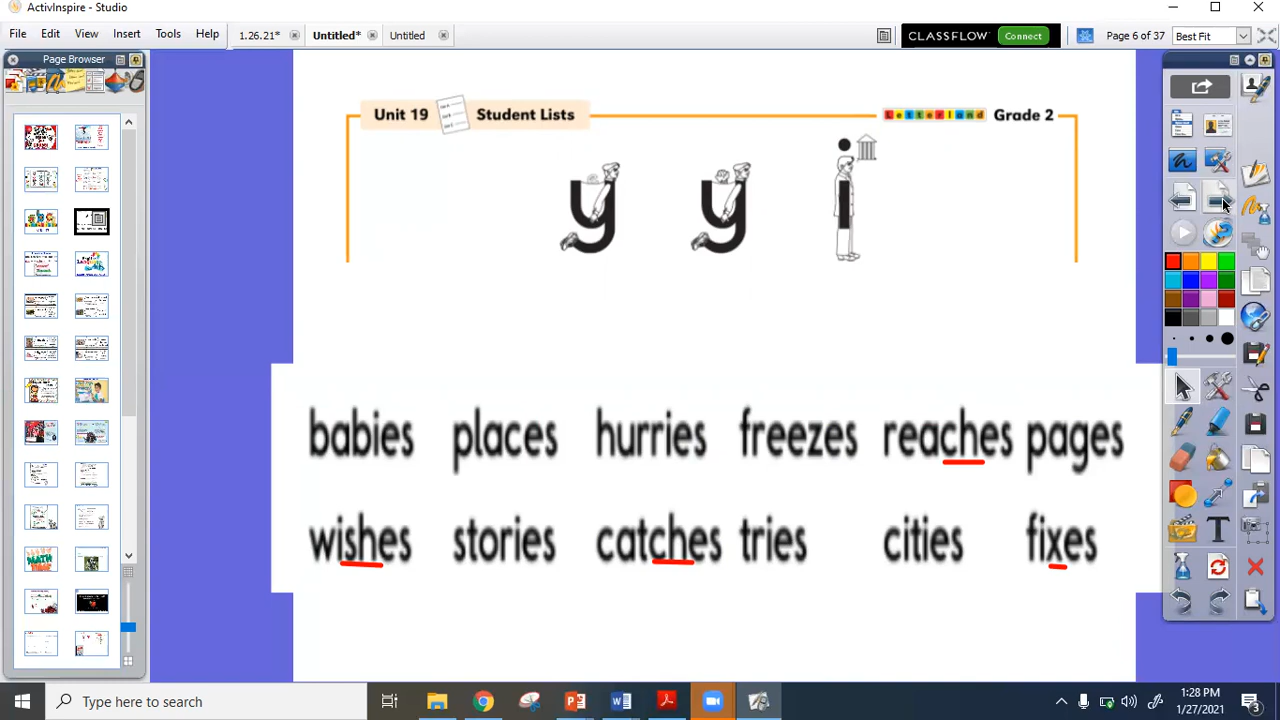 ActivInspire - Studio
File Edit View Insert Tools Help 1.26.21* Untitled* Untitled CLASSFLOW Connect Page 6 of 37 Best Fit
Page Browser
Unit 19 Student Lists Letterland Grade 2
y y i
babies places hurries freezes reaches pages
wishes stories catches tries cities fixes
Type here to search
1:28 PM
1/27/2021
3